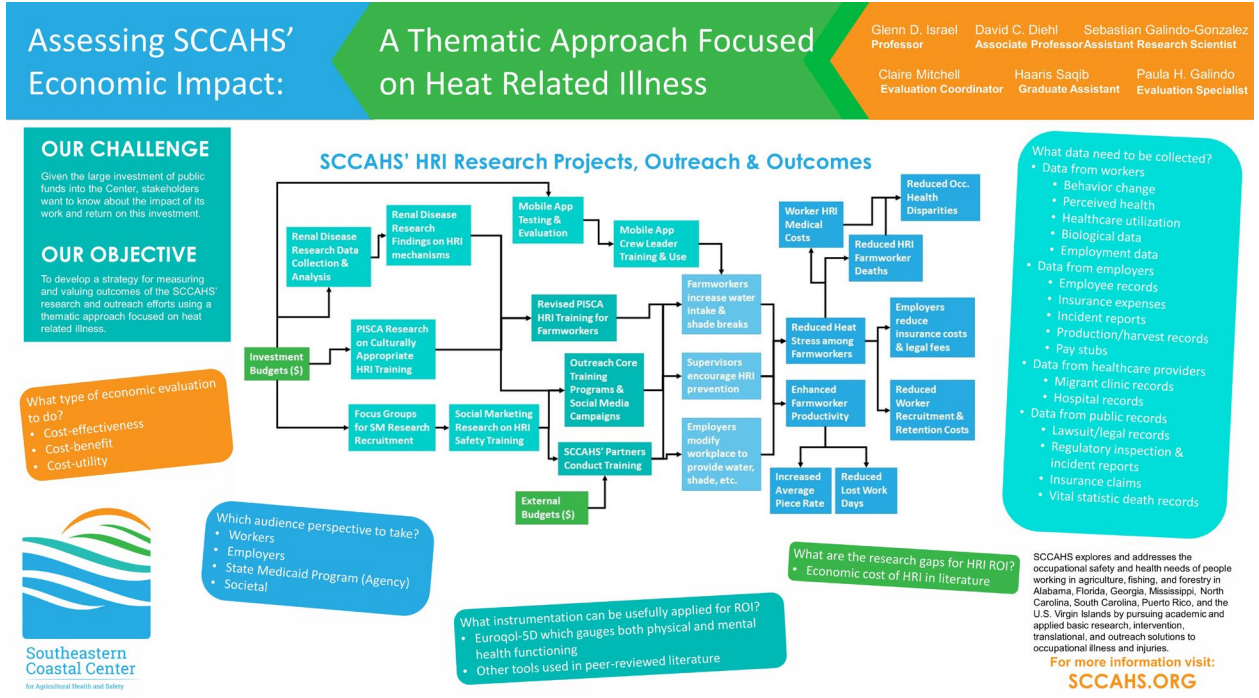 Assessing SCCAHS'
Economic Impact:
A Thematic Approach Focused
on Heat Related Illness
Glenn D. Israel
Professor
David C. Diehl
Associate Professor
Sebastian Galindo-Gonzalez
Assistant Research Scientist
Claire Mitchell
Evaluation Coordinator
Haaris Saqib
Graduate Assistant
Paula H. Galindo
Evaluation Specialist
OUR CHALLENGE
Given the large investment of public
funds into the Center, stakeholders
want to know about the impact of its
work and return on this investment.
OUR OBJECTIVE
To develop a strategy for measuring
and valuing outcomes of the SCCAHS'
research and outreach efforts using a
thematic approach focused on heat
related illness.
SCCAHS' HRI Research Projects, Outreach & Outcomes
Investment
Budgets ($)
Renal Disease
Research Data
Collection &
Analysis
Renal Disease
Research
Findings on HRI
mechanisms
PISCA Research
on Culturally
Appropriate
HRI Training
Focus Groups
for SM Research
Recruitment
Social Marketing
Research on HRI
Safety Training
Mobile App
Testing &
Evaluation
Mobile App
Crew Leader
Training & Use
Revised PISCA
HRI Training for
Farmworkers
Outreach Core
Training
Programs &
Social Media
Campaigns
SCCAHS' Partners
Conduct Training
External
Budgets ($)
Farmworkers
increase water
intake &
shade breaks
Supervisors
encourage HRI
prevention
Employers
modify
workplace to
provide water,
shade, etc.
Worker HRI
Medical
Costs
Reduced Occ.
Health
Disparities
Reduced HRI
Farmworker
Deaths
Reduced Heat
Stress among
Farmworkers
Employers
reduce
insurance costs
& legal fees
Enhanced
Farmworker
Productivity
Reduced
Worker
Recruitment &
Retention Costs
Increased
Average
Piece Rate
Reduced
Lost Work
Days
What data need to be collected?
• Data from workers
• Behavior change
• Perceived health
• Healthcare utilization
• Biological data
• Employment data
• Data from employers
• Employee records
• Insurance expenses
• Incident reports
• Production/harvest records
• Pay stubs
• Data from healthcare providers
• Migrant clinic records
• Hospital records
• Data from public records
• Lawsuit/legal records
• Regulatory inspection &
incident reports
• Insurance claims
• Vital statistic death records
What type of economic evaluation
to do?
• Cost-effectiveness
• Cost-benefit
• Cost-utility
Which audience perspective to take?
• Workers
• Employers
• State Medicaid Program (Agency)
• Societal
What instrumentation can be usefully applied for ROI?
• Euroqol-5D which gauges both physical and mental
health functioning
• Other tools used in peer-reviewed literature
What are the research gaps for HRI ROI?
• Economic cost of HRI in literature
Southeastern
Coastal Center
for Agricultural Health and Safety
SCCAHS explores and addresses the
occupational safety and health needs of people
working in agriculture, fishing, and forestry in
Alabama, Florida, Georgia, Mississippi, North
Carolina, South Carolina, Puerto Rico, and the
U.S. Virgin Islands by pursuing academic and
applied basic research, intervention,
translational, and outreach solutions to
occupational illness and injuries.
For more information visit:
SCCAHS.ORG